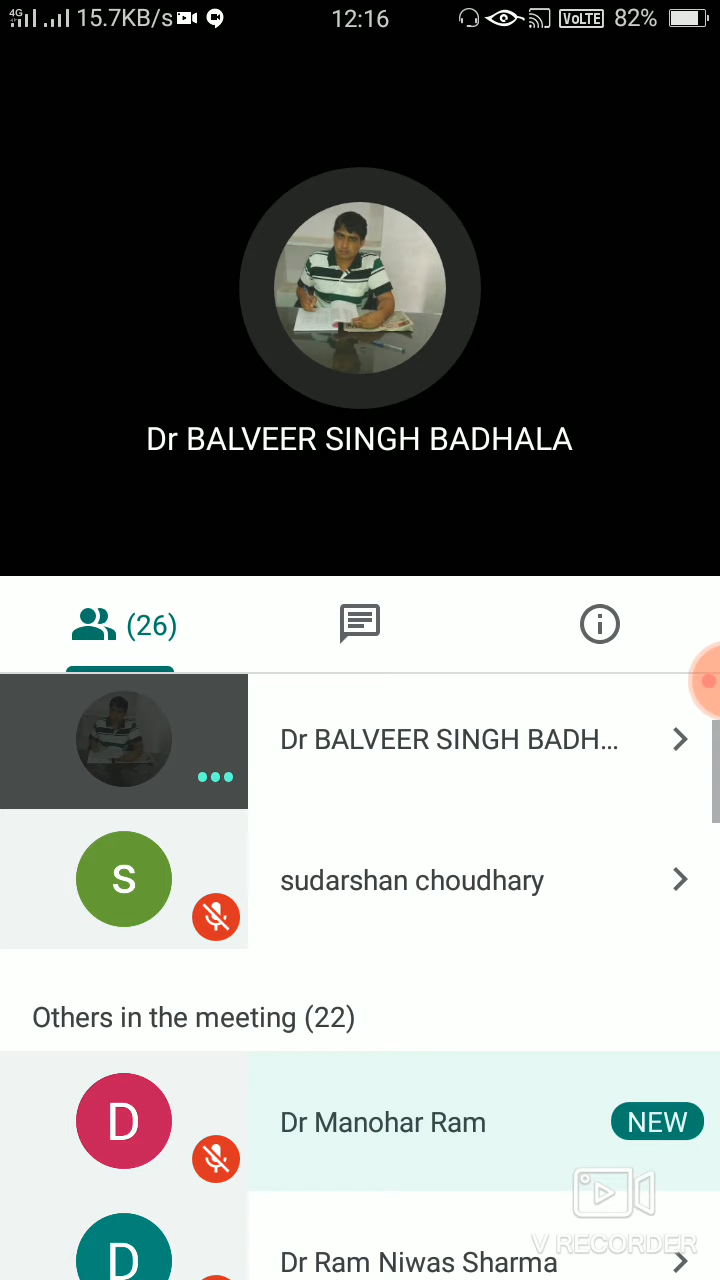 4G 15.7KB/s 12:16 VoLTE 82%
Dr BALVEER SINGH BADHALA
(26)
Dr BALVEER SINGH BADH...
S
sudarshan choudhary
Others in the meeting (22)
D
Dr Manohar Ram
NEW
D
Dr Ram Niwas Sharma
V RECORDER